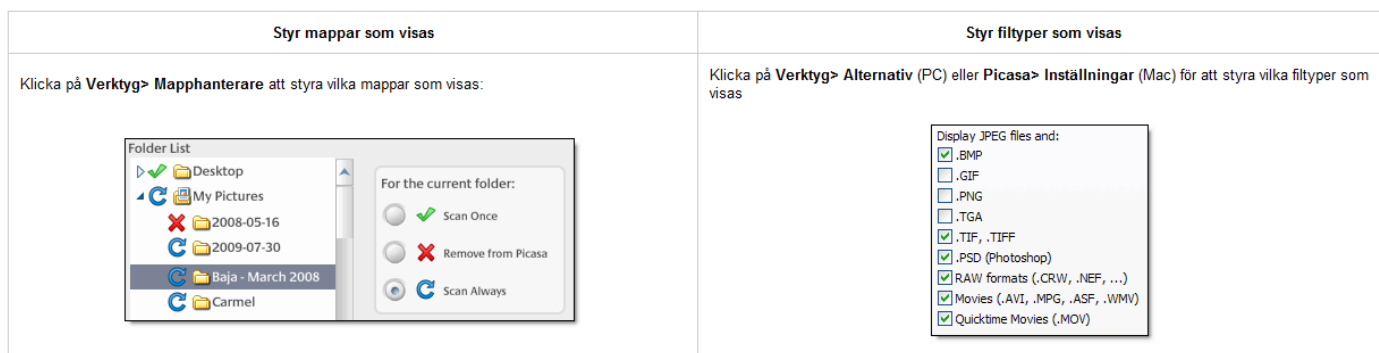 Styr mappar som visas
Klicka på Verktyg> Mapphanterare att styra vilka mappar som visas:
Folder List
Desktop
My Pictures
2008-05-16
2009-07-30
Baja - March 2008
Carmel
For the current folder:
Scan Once
Remove from Picasa
Scan Always
Styr filtyper som visas
Klicka på Verktyg> Alternativ (PC) eller Picasa> Inställningar (Mac) för att styra vilka filtyper som
visas
Display JPEG files and:
.BMP
.GIF
.PNG
.TGA
.TIF, .TIFF
.PSD (Photoshop)
RAW formats (.CRW, .NEF, ...)
Movies (.AVI, .MPG, .ASF, .WMV)
Quicktime Movies (.MOV)